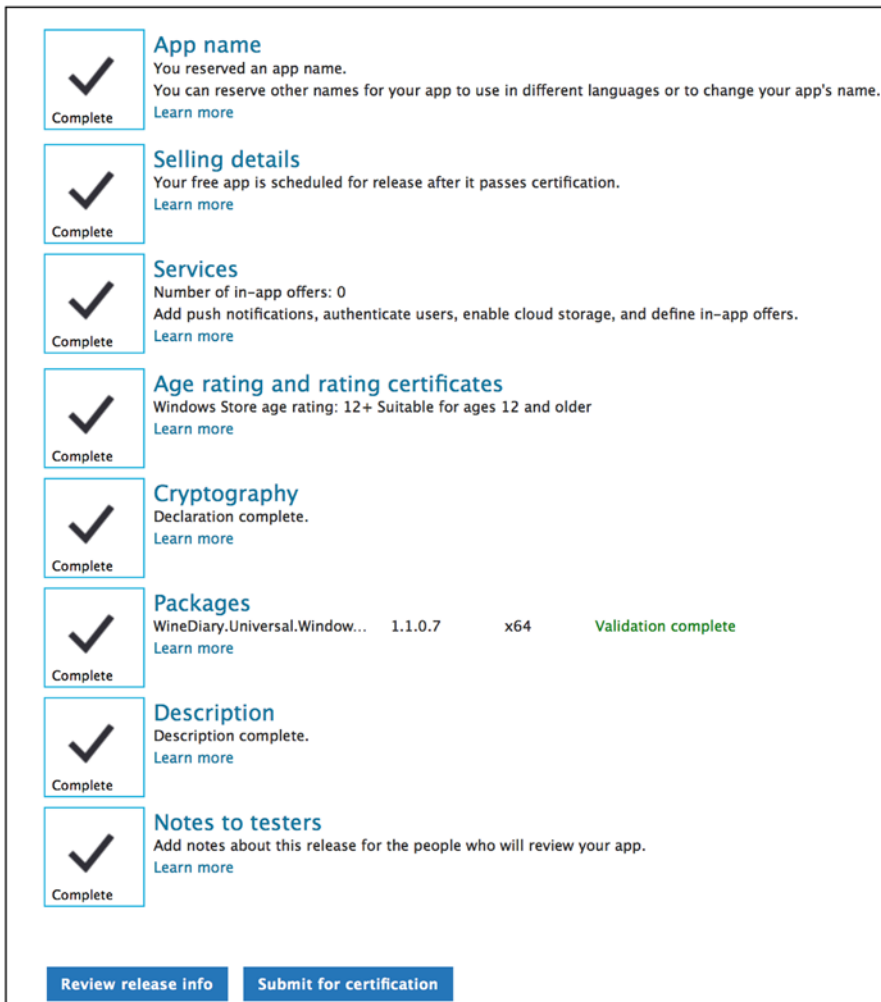 App name
You reserved an app name.
You can reserve other names for your app to use in different languages or to change your app's name.
Complete
Learn more
Selling details
Your free app is scheduled for release after it passes certification.
Learn more
Complete
Services
Number of in-app offers: 0
Add push notifications, authenticate users, enable cloud storage, and define in-app offers.
Complete
Learn more
Age rating and rating certificates
Windows Store age rating: 12+ Suitable for ages 12 and older
Learn more
Complete
Cryptography
Declaration complete.
Learn more
Complete
Packages
WineDiary.Universal.Window... 1.1.0.7 x64 Validation complete
Learn more
Complete
Description
Description complete.
Learn more
Complete
Notes to testers
Add notes about this release for the people who will review your app.
Learn more
Complete
Review release info Submit for certification